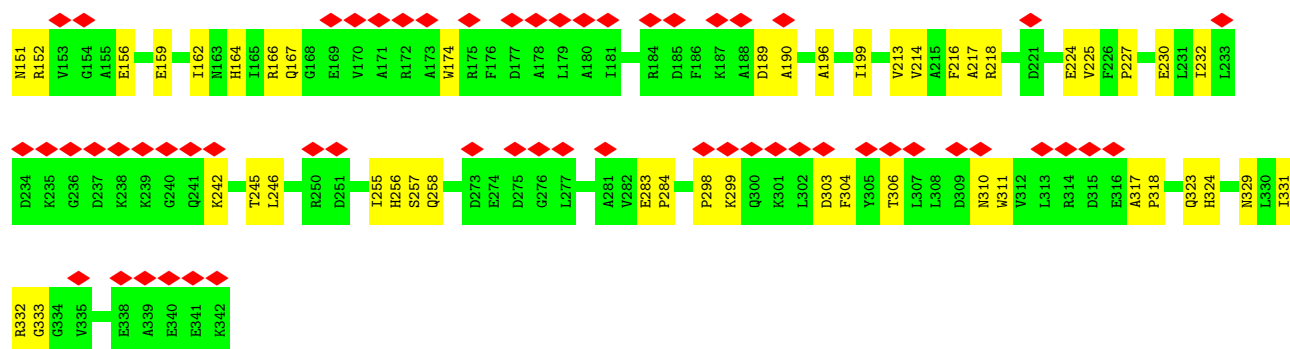 N151 R152 V153 G154 A155 E156 E159 I162 N163 H164 I165 R166 Q167 G168 E169 V170 A171 R172 A173 W174 R175 F176 D177 A178 L179 A180 I181 R184 D185 F186 K187 A188 D189 A190 A196 I199 V213 V214 A215 F216 A217 R218 D221 E224 V225 F226 P227 E230 L231 I232 L233
D234 K235 G236 D237 K238 K239 G240 Q241 K242 T245 L246 R250 D251 I255 H256 S257 Q258 D273 E274 D275 G276 L277 A281 V282 E283 P284 P298 K299 Q300 K301 L302 D303 F304 Y305 T306 L307 L308 D309 N310 W311 V312 L313 R314 D315 E316 A317 P318 Q323 H324 N329 L330 I331
R332 G333 G334 V335 E338 A339 E340 E341 K342